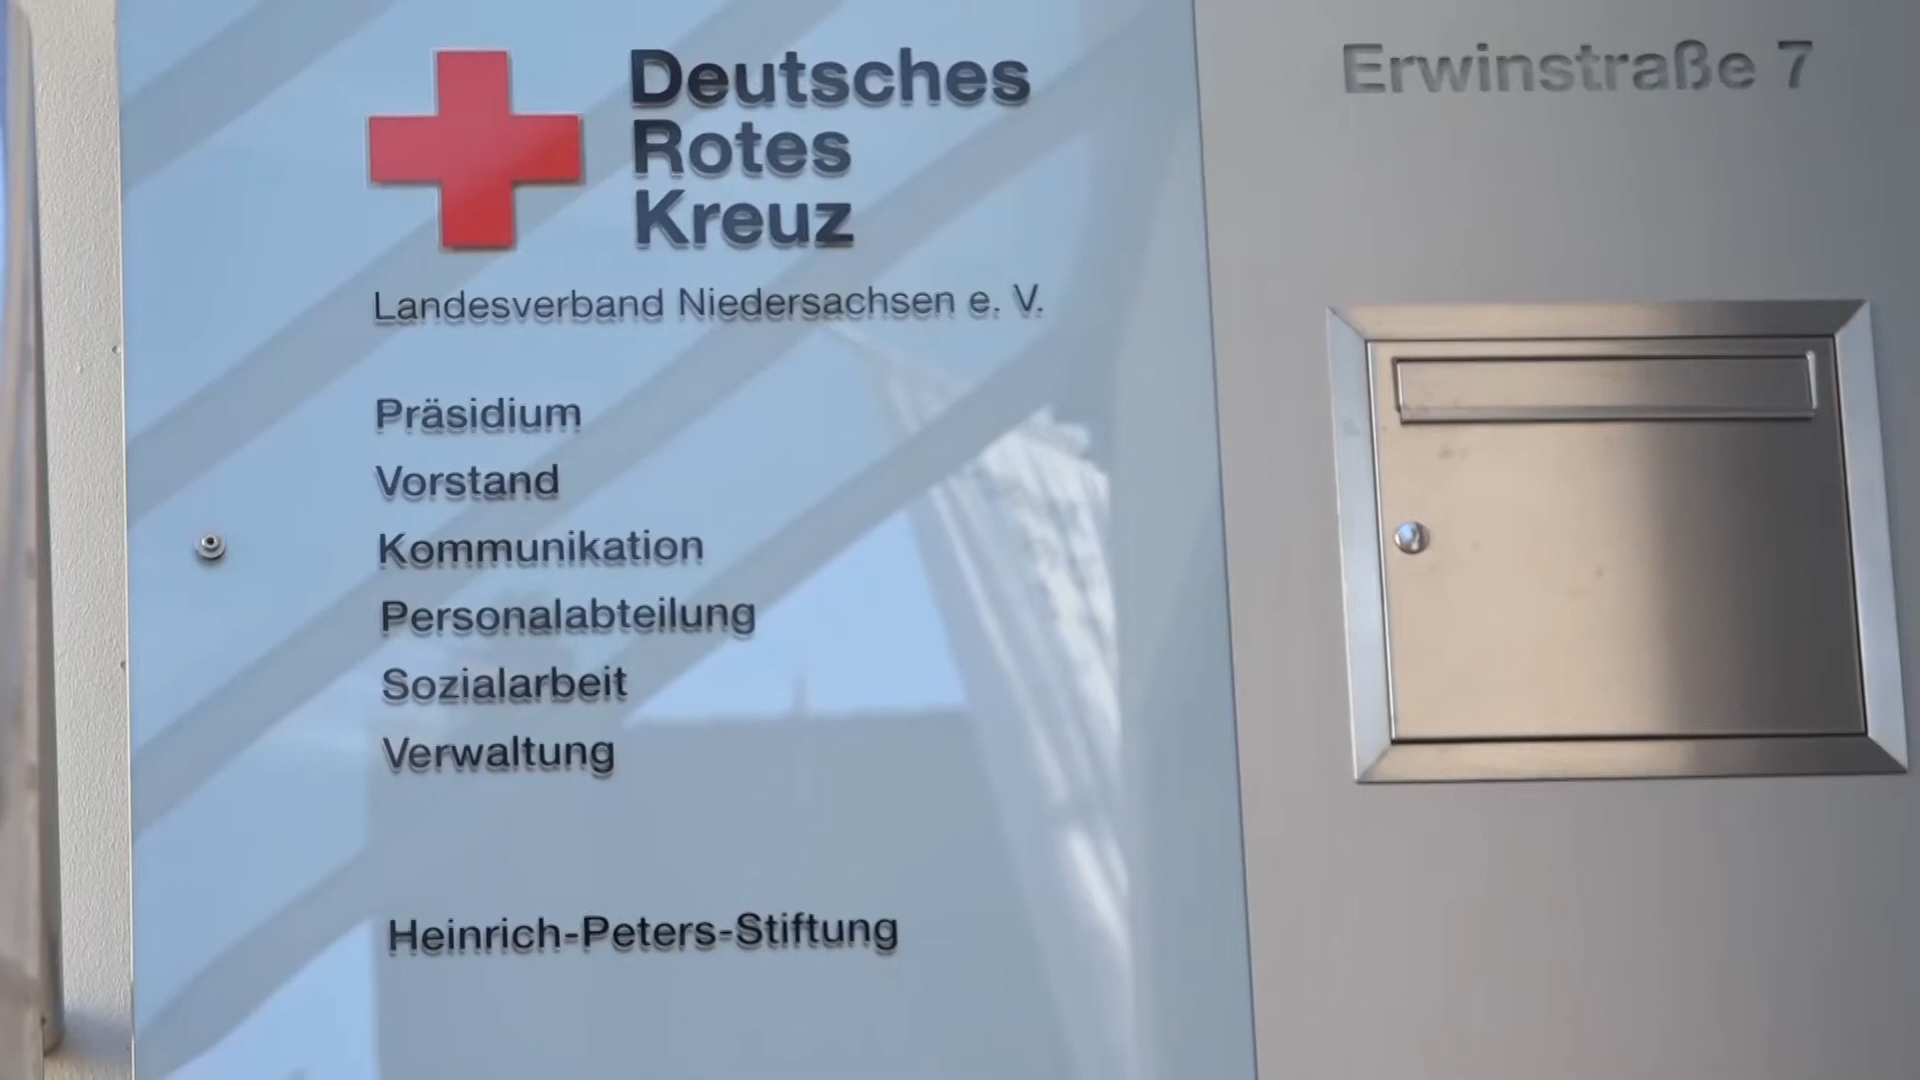 Deutsches
Rotes
Kreuz
Landesverband Niedersachsen e. V.
Präsidium
Vorstand
Kommunikation
Personalabteilung
Sozialarbeit
Verwaltung
Heinrich-Peters-Stiftung
Erwinstraße 7